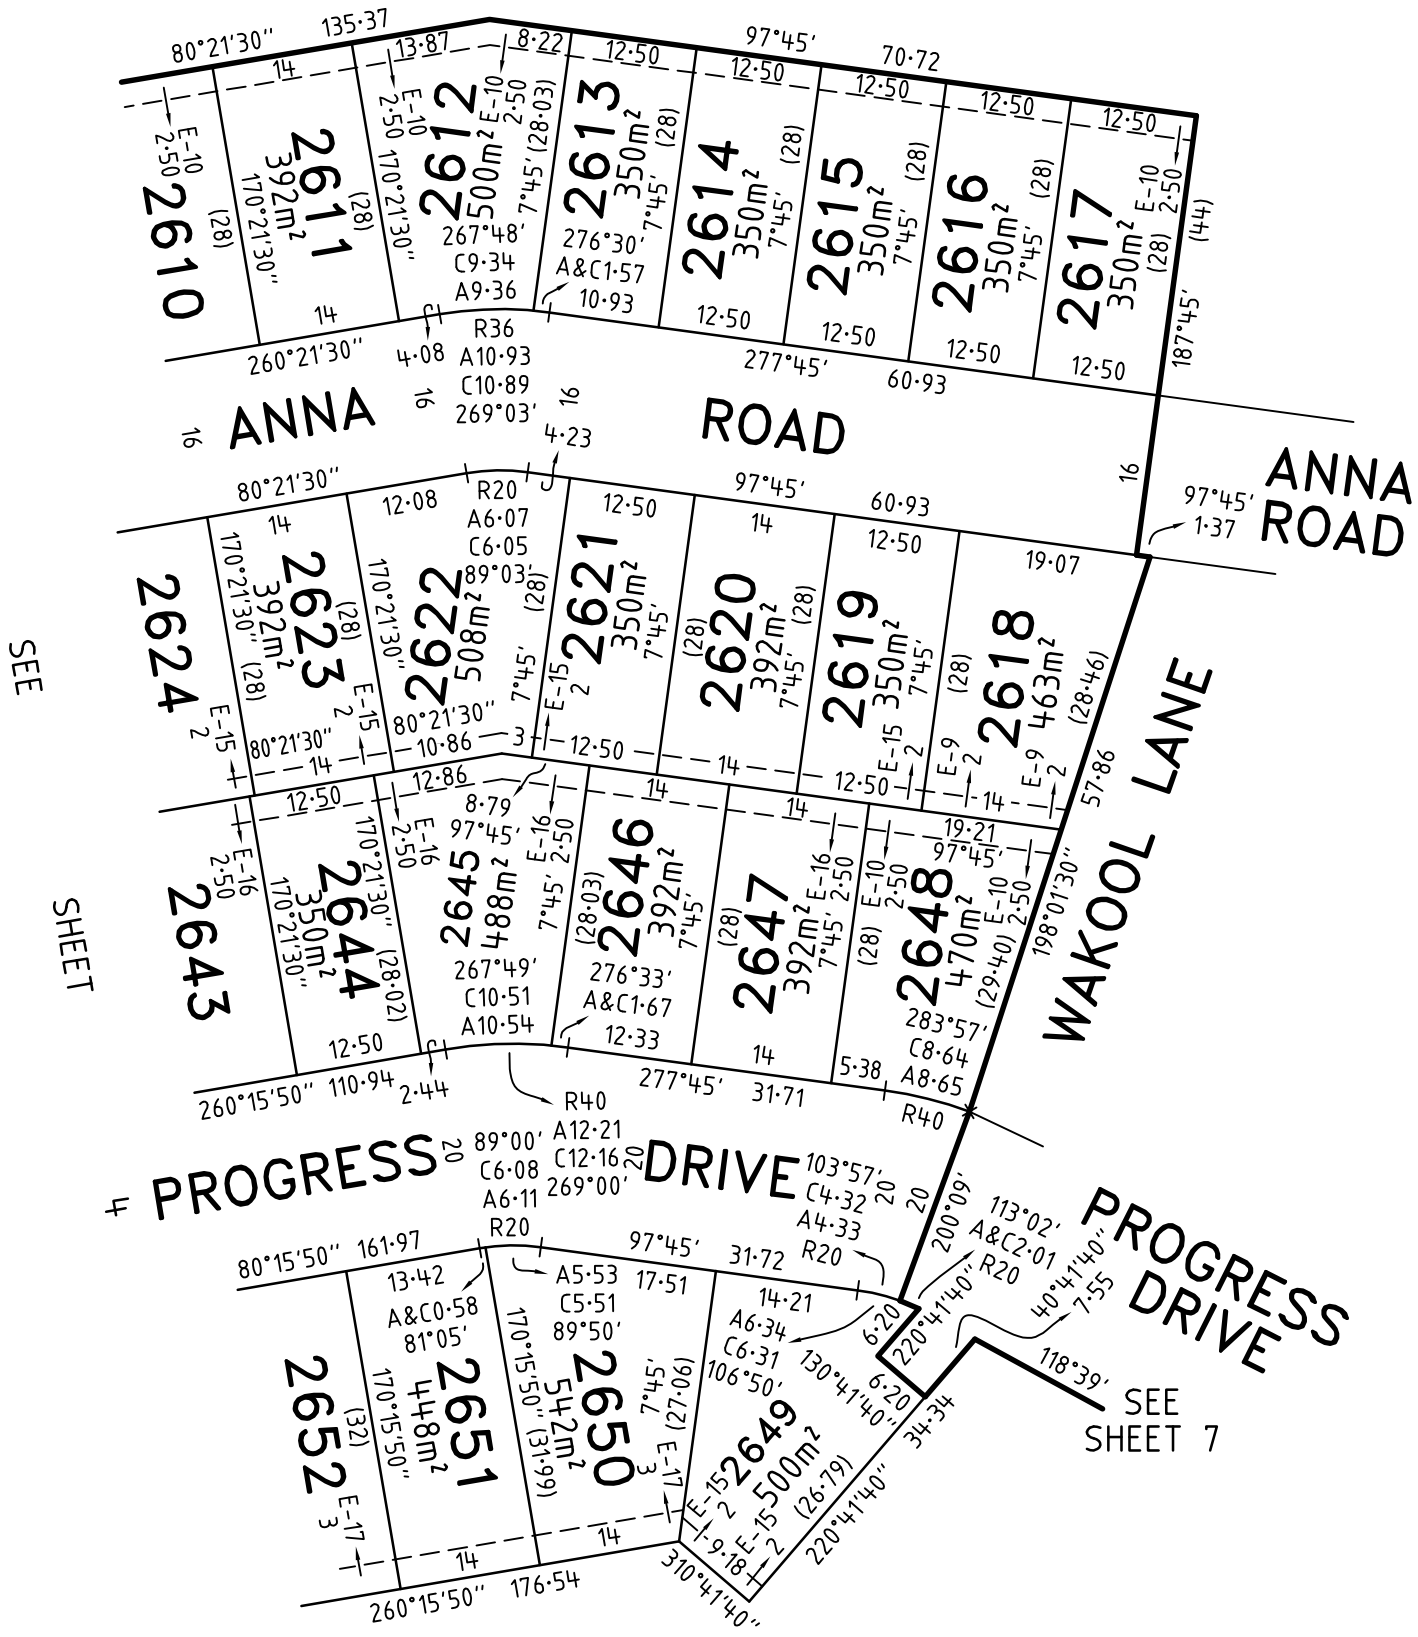 80°21'30" 135·37
97°45' 70·72
14
13·87
8·22
12·50
12·50
12·50
12·50
12·50
E-10
2·50
2610
(28)
2611
392m²
170°21'30"
(28)
14
E-10
2·50
170°21'30"
2612
500m²
E-10
2·50
7°45' (28·03)
267°48'
C9·34
A9·36
2613
350m²
(28)
7°45'
276°30'
A&C1·57
10·93
2614
350m²
(28)
7°45'
12·50
2615
350m²
(28)
7°45'
12·50
2616
350m²
(28)
7°45'
12·50
2617
350m²
(28)
E-10
2·50
12·50
(44)
187°45'
260°21'30"
4·08
R36
A10·93
C10·89
269°03'
277°45'
60·93
16
ANNA
16
16
4·23
ROAD
16
ANNA
ROAD
97°45'
1·37
80°21'30"
97°45'
60·93
R20
A6·07
C6·05
89°03'
14
12·08
12·50
14
12·50
19·07
SEE
2624
E-15
2
170°21'30" (28)
2623
392m²
(28)
E-15
2
80°21'30"
14
170°21'30"
2622
508m²
(28)
7°45'
80°21'30"
10·86
3
E-15
2
2621
350m²
7°45'
12·50
(28)
2620
392m²
(28)
7°45'
14
2619
350m²
7°45'
E-15
2
12·50
(28)
2618
463m²
E-9
2
E-9
2
14
(28·46)
57·86
198°01'30"
WAKOOL LANE
SHEET
12·50
12·86
8·79
97°45'
14
14
19·21
97°45'
E-16
2·50
2643
170°21'30"
2644
350m²
170°21'30" (28·02)
12·50
E-16
2·50
2645
488m²
E-16
2·50
7°45'
267°49'
C10·51
A10·54
(28·03)
2646
392m²
7°45'
276°33'
A&C1·67
12·33
(28)
2647
392m²
7°45'
E-16
2·50
14
E-10
2·50
(28)
2648
470m²
E-10
2·50
(29·40)
283°57'
C8·64
A8·65
5·38
R40
260°15'50" 110·94
2·44
277°45' 31·71
R40
A12·21
C12·16
269°00'
4
PROGRESS
20
89°00'
C6·08
A6·11
R20
20
DRIVE
103°57'
C4·32
A4·33
R20
20
20
200°09'
113°02'
A&C2·01
R20
PROGRESS
DRIVE
40°41'40"
7·55
80°15'50" 161·97
97°45' 31·72
13·42
A&C0·58
81°05'
A5·53
C5·51
89°50'
17·51
14·21
A6·34
C6·31
106°50'
6·20
220°41'40"
130°41'40"
6·20
34·34
118°39'
SEE
SHEET 7
2652
(32)
E-17
3
170°15'50"
448m²
2651
14
170°15'50" (31·99)
542m²
2650
7°45'
(27·06)
E-17
3
14
2649
500m²
E-15
2
E-15
2
(26·79)
9·18
220°41'40"
310°41'40"
260°15'50" 176·54